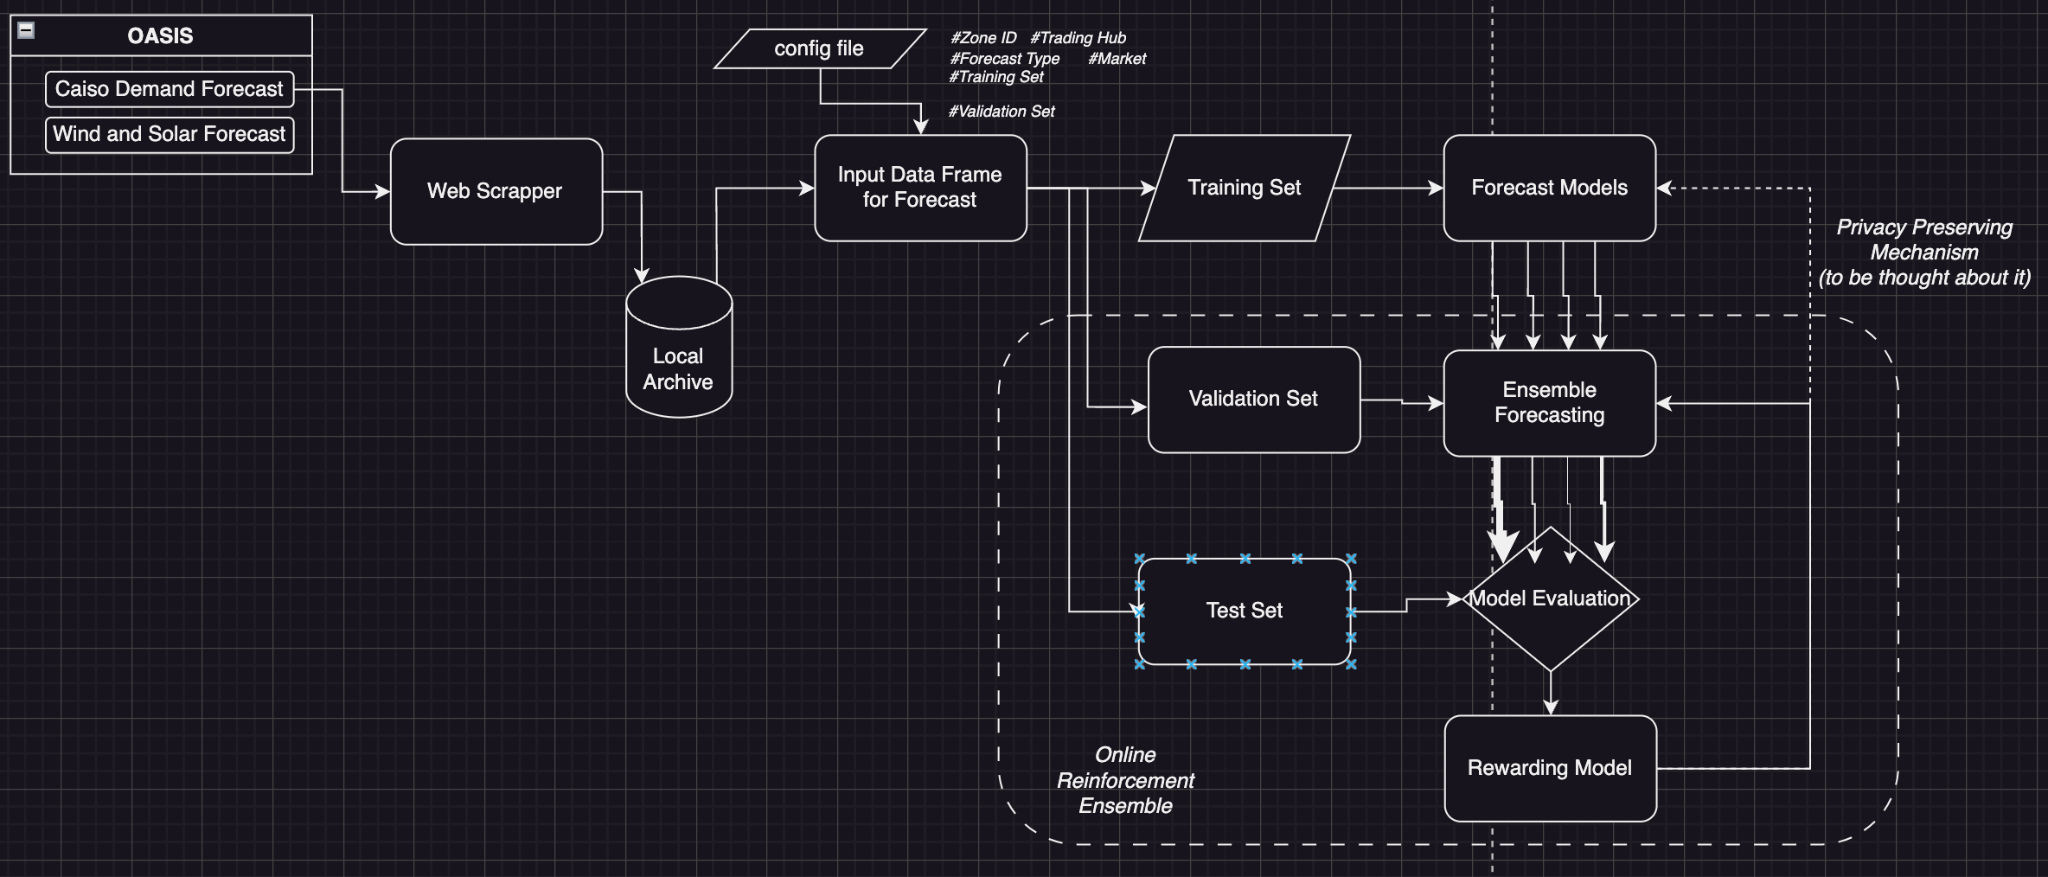 OASIS
Caiso Demand Forecast
Wind and Solar Forecast
config file
#Zone ID #Trading Hub
#Forecast Type #Market
#Training Set
#Validation Set
Web Scrapper
Local
Archive
Input Data Frame
for Forecast
Training Set
Forecast Models
Privacy Preserving
Mechanism
(to be thought about it)
Validation Set
Ensemble
Forecasting
Test Set
Model Evaluation
Online
Reinforcement
Ensemble
Rewarding Model